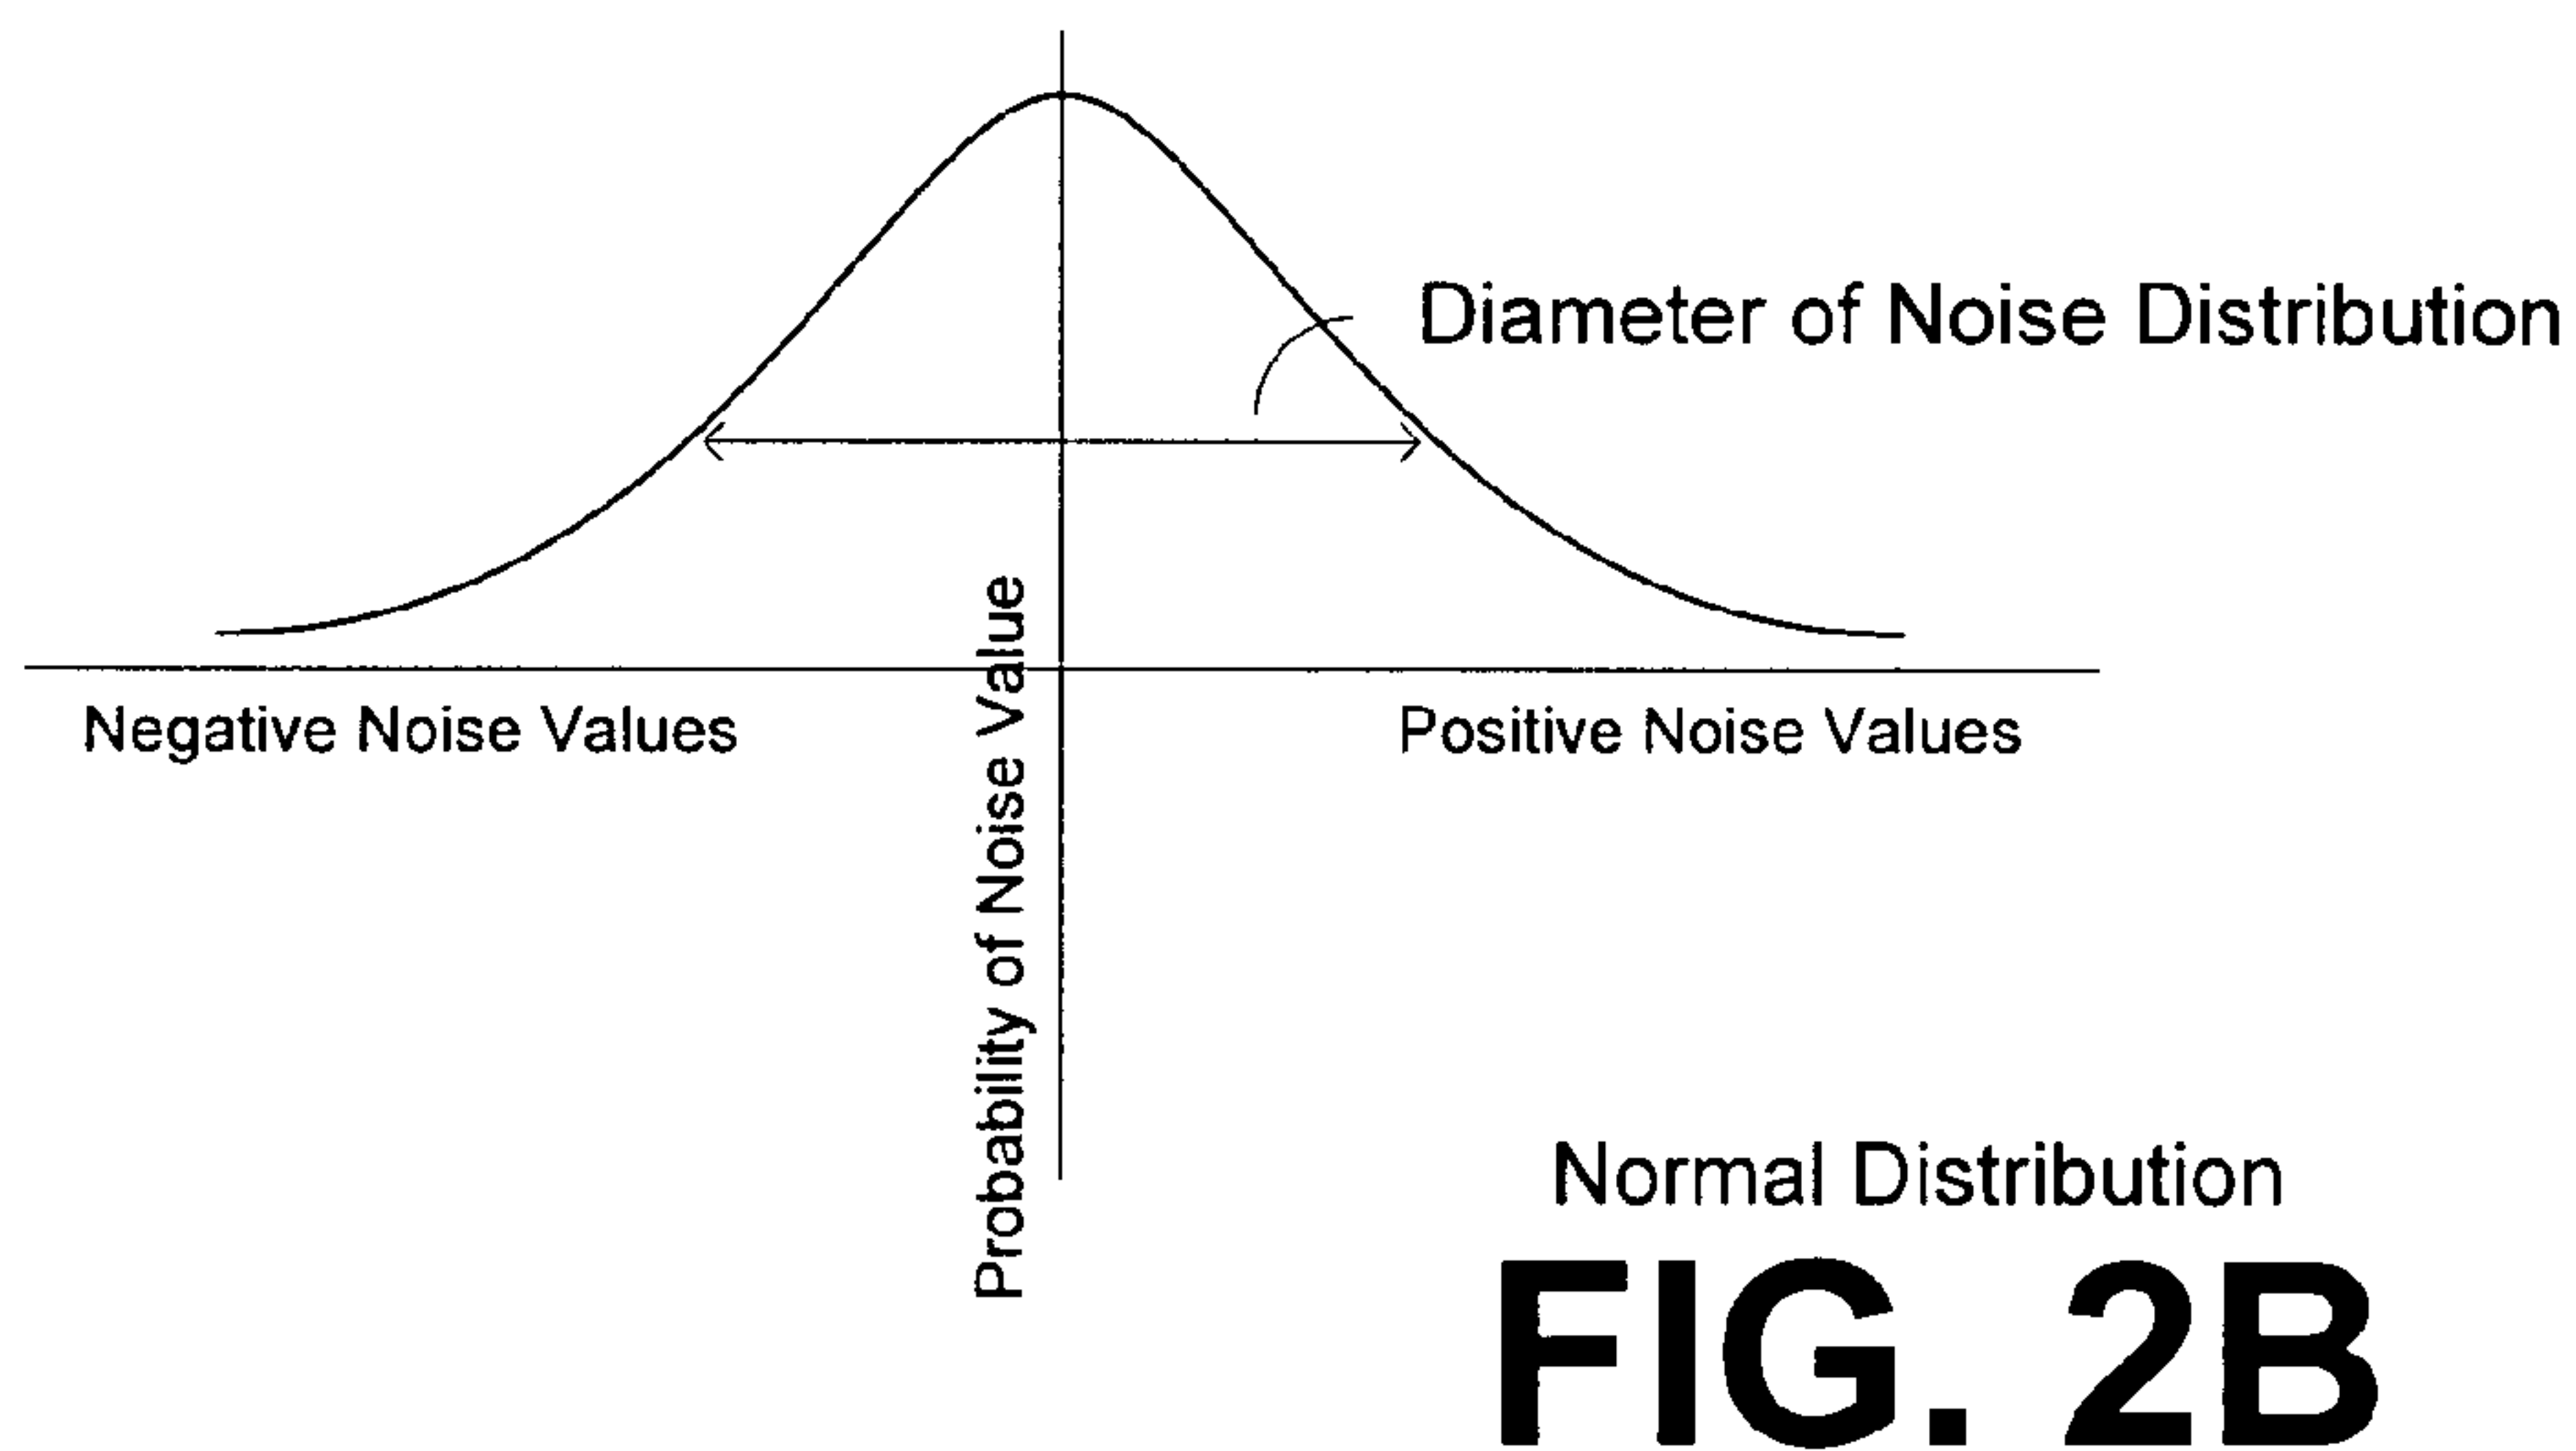 Diameter of Noise Distribution
Negative Noise Values
Positive Noise Values
Probability of Noise Value
Normal Distribution
FIG. 2B